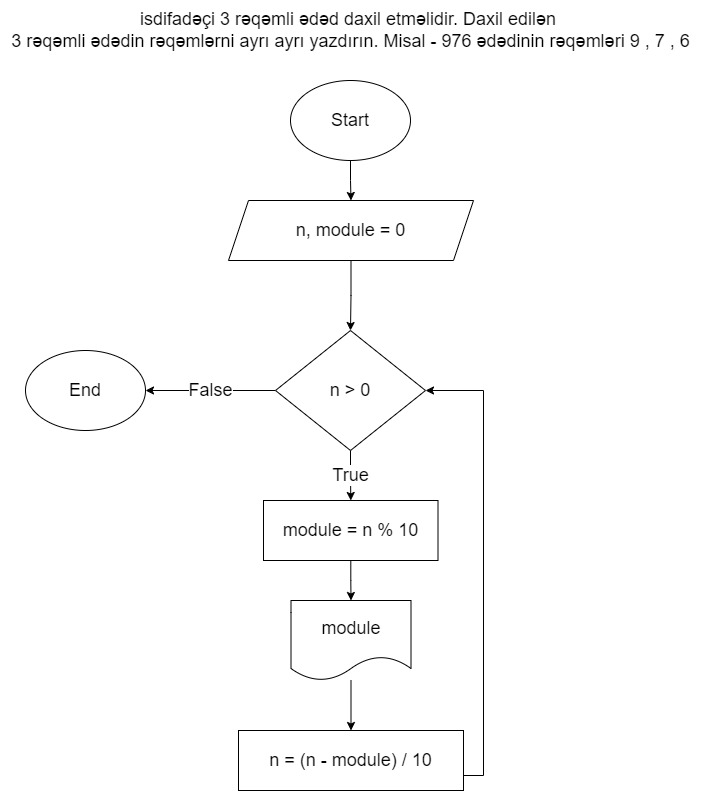 isdifadəçi 3 rəqəmli ədəd daxil etməlidir. Daxil edilən
3 rəqəmli ədədin rəqəmlərni ayrı ayrı yazdırın. Misal - 976 ədədinin rəqəmləri 9 , 7 , 6
Start
n, module = 0
End
False
n > 0
True
module = n % 10
module
n = (n - module) / 10